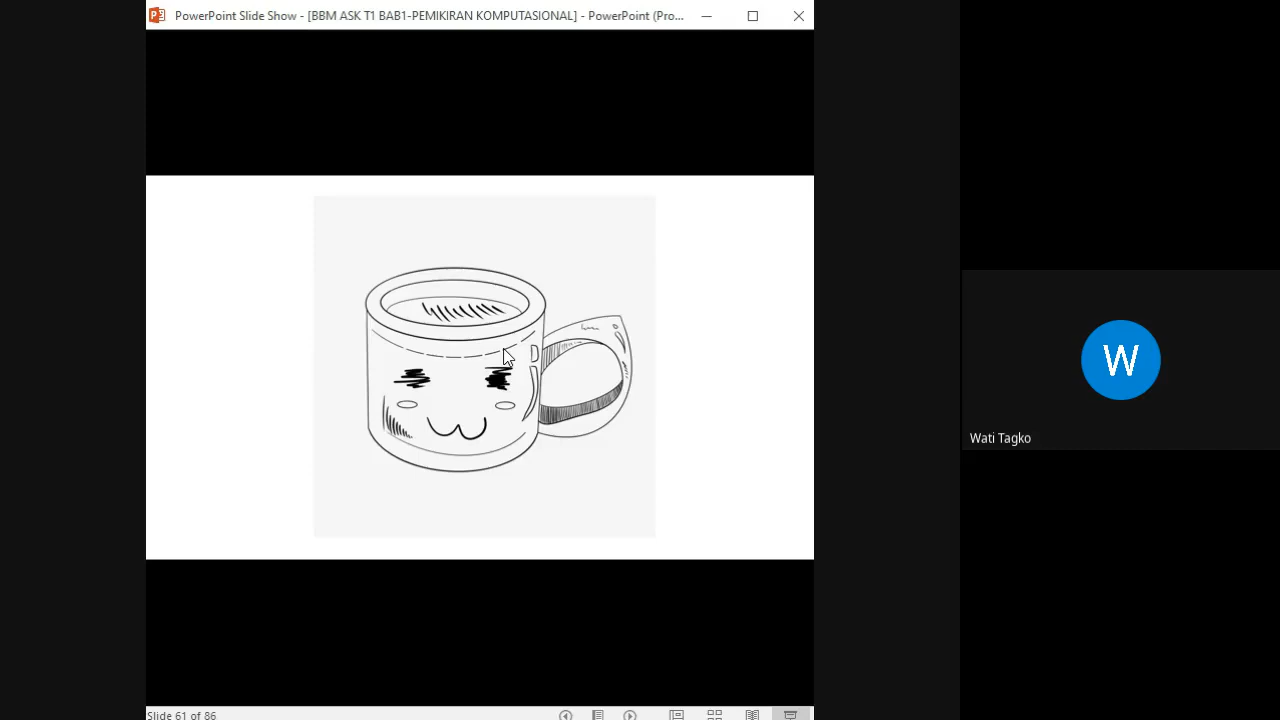 PowerPoint Slide Show - [BBM ASK T1 BAB1-PEMIKIRAN KOMPUTASIONAL] - PowerPoint (Pro...
W
Wati Tagko
Slide 61 of 86